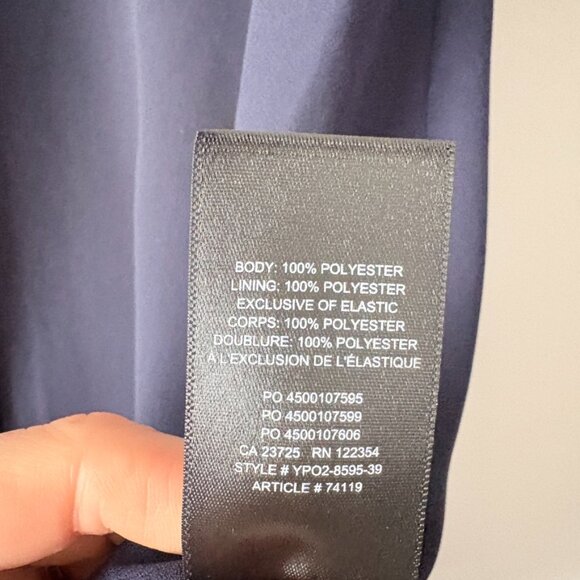 BODY: 100% POLYESTER
LINING: 100% POLYESTER
EXCLUSIVE OF ELASTIC
CORPS: 100% POLYESTER
DOUBLURE: 100% POLYESTER
A L'EXCLUSION DE L'ÉLASTIQUE
PO 4500107595
PO 4500107599
PO 4500107606
CA 23725 RN 122354
STYLE # YPO2-8595-39
ARTICLE # 74119